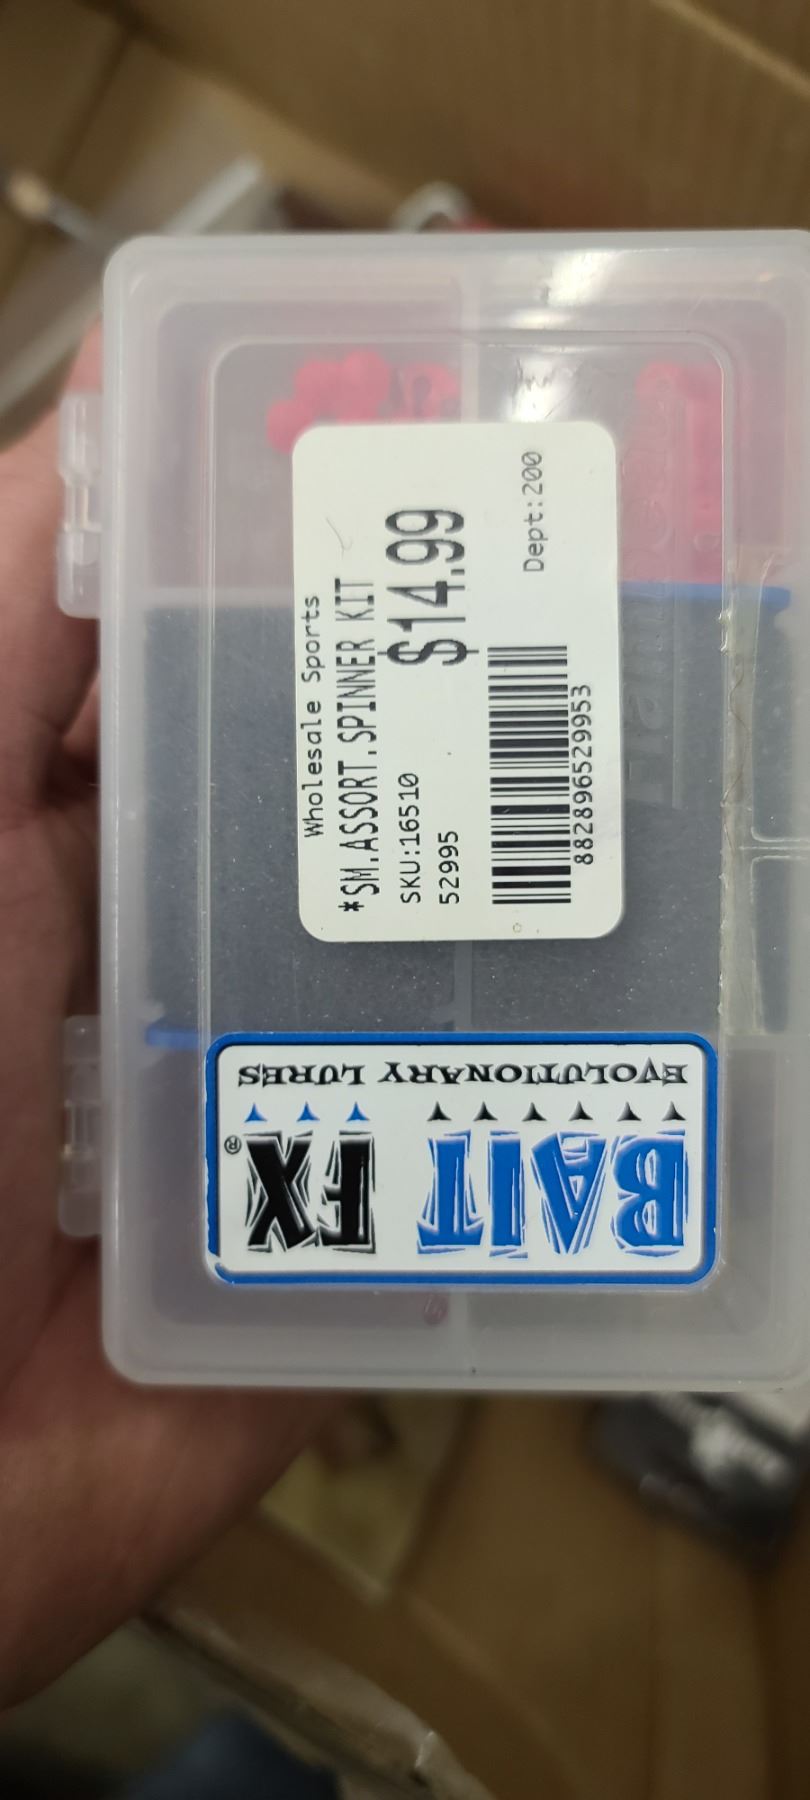 Wholesale Sports
*SM.ASSORT.SPINNER KIT
SKU:16510
$14.99
52995
Dept:200
882896529953
BAIT FX®
EVOLUTIONARY LURES